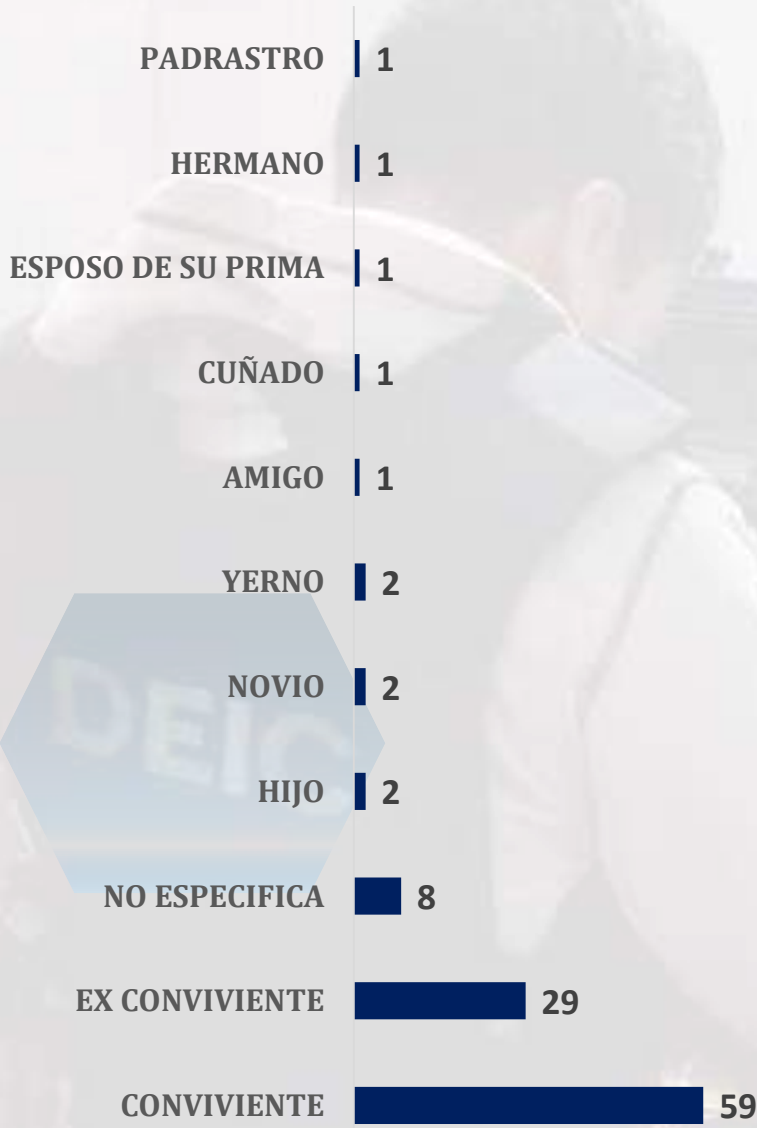 PADRASTRO 1
HERMANO 1
ESPOSO DE SU PRIMA 1
CUÑADO 1
AMIGO 1
YERNO 2
NOVIO 2
DEIC
HIJO 2
NO ESPECIFICA 8
EX CONVIVIENTE 29
CONVIVIENTE 59